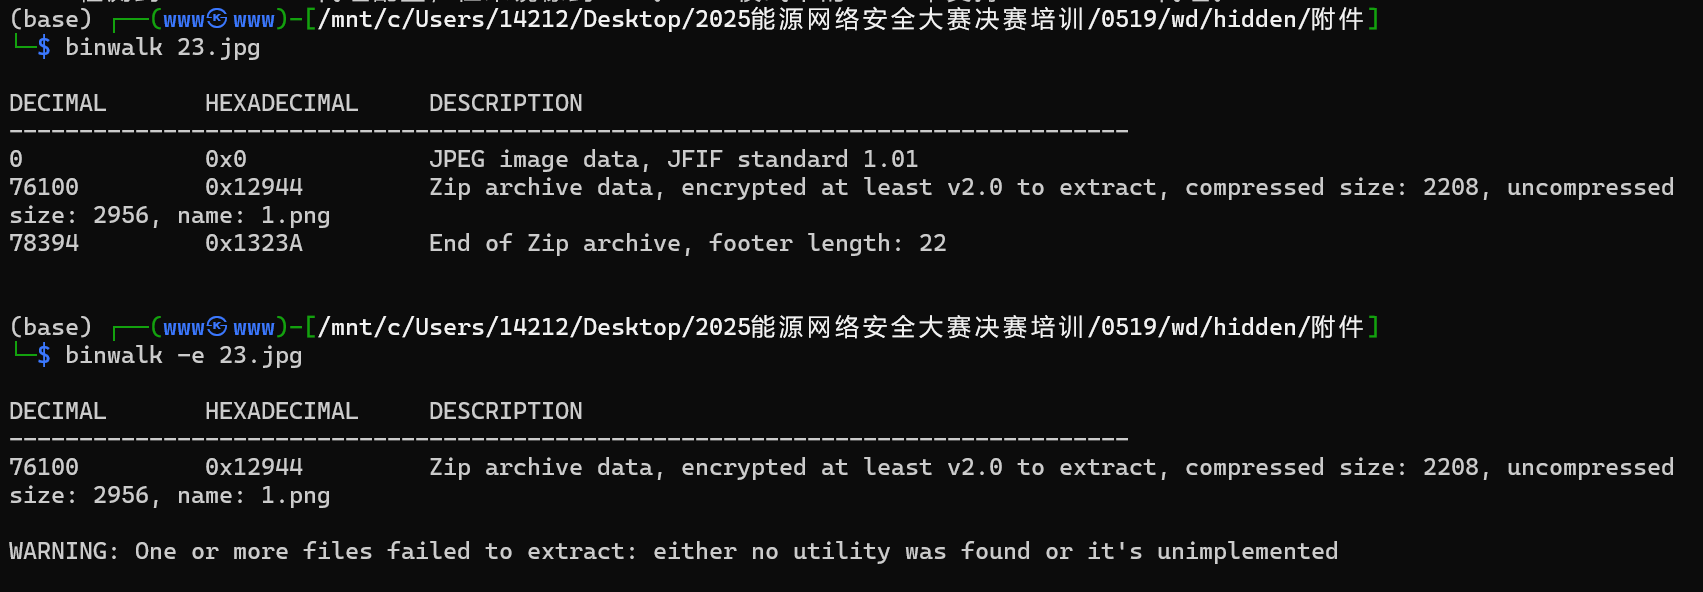 (base) ┌──(www㉿www)-[/mnt/c/Users/14212/Desktop/2025能源网络安全大赛决赛培训/0519/wd/hidden/附件]
└─$ binwalk 23.jpg
DECIMAL       HEXADECIMAL     DESCRIPTION
--------------------------------------------------------------------------------
0             0x0             JPEG image data, JFIF standard 1.01
76100         0x12944         Zip archive data, encrypted at least v2.0 to extract, compressed size: 2208, uncompressed
size: 2956, name: 1.png
78394         0x1323A         End of Zip archive, footer length: 22
(base) ┌──(www㉿www)-[/mnt/c/Users/14212/Desktop/2025能源网络安全大赛决赛培训/0519/wd/hidden/附件]
└─$ binwalk -e 23.jpg
DECIMAL       HEXADECIMAL     DESCRIPTION
--------------------------------------------------------------------------------
76100         0x12944         Zip archive data, encrypted at least v2.0 to extract, compressed size: 2208, uncompressed
size: 2956, name: 1.png
WARNING: One or more files failed to extract: either no utility was found or it's unimplemented